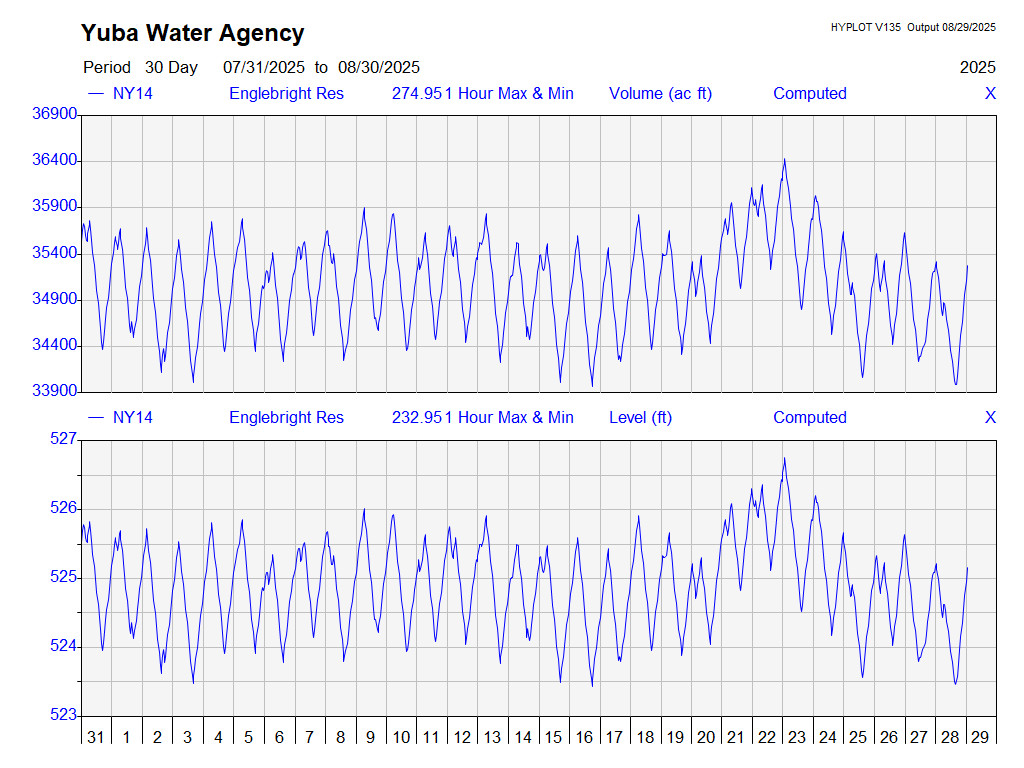 Yuba Water Agency
HYPLOT V135 Output 08/29/2025
Period 30 Day 07/31/2025 to 08/30/2025 2025
NY14 Englebright Res 274.951 Hour Max & Min Volume (ac ft) Computed X
36900
36400
35900
35400
34900
34400
33900
NY14 Englebright Res 232.951 Hour Max & Min Level (ft) Computed X
527
526
525
524
523
31 1 2 3 4 5 6 7 8 9 10 11 12 13 14 15 16 17 18 19 20 21 22 23 24 25 26 27 28 29